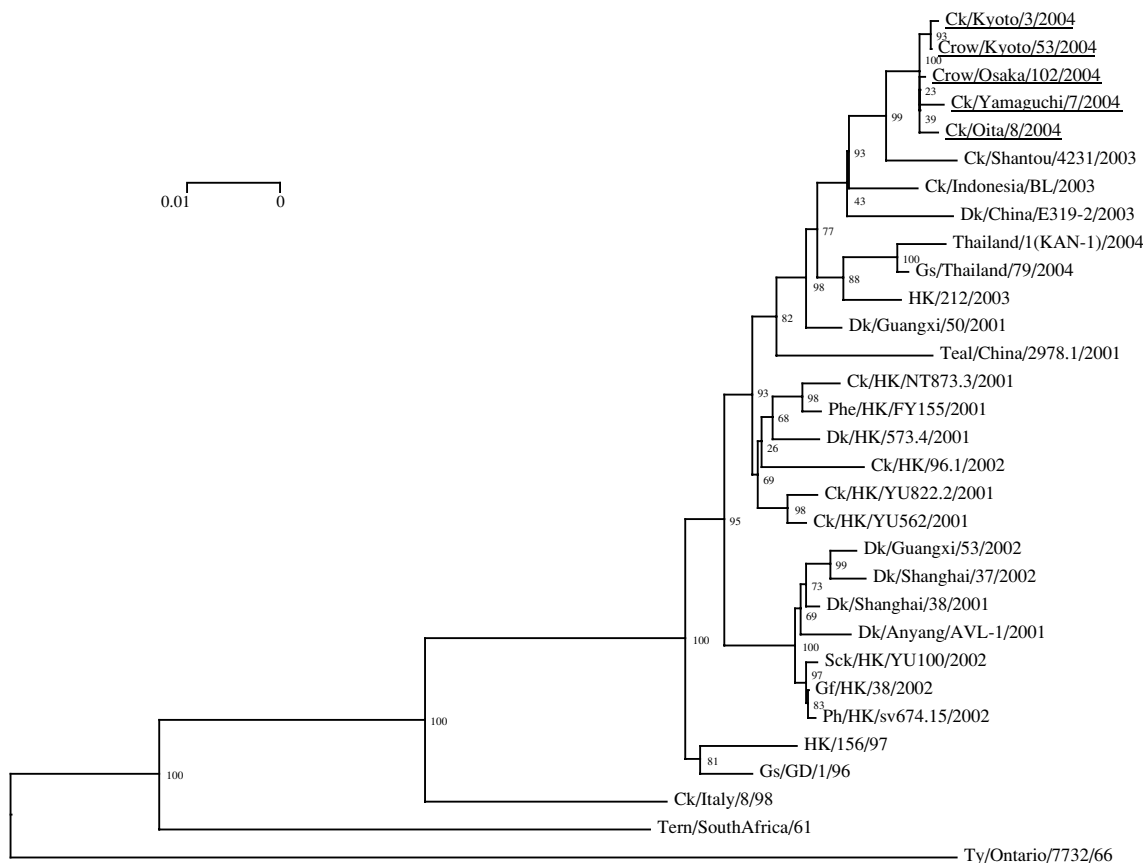 Ck/Kyoto/3/2004
93
Crow/Kyoto/53/2004
100
Crow/Osaka/102/2004
23
Ck/Yamaguchi/7/2004
99
39
Ck/Oita/8/2004
93
Ck/Shantou/4231/2003
Ck/Indonesia/BL/2003
0.01
0
43
Dk/China/E319-2/2003
77
Thailand/1(KAN-1)/2004
100
Gs/Thailand/79/2004
98
88
HK/212/2003
82
Dk/Guangxi/50/2001
Teal/China/2978.1/2001
Ck/HK/NT873.3/2001
93
98
Phe/HK/FY155/2001
68
Dk/HK/573.4/2001
26
Ck/HK/96.1/2002
69
Ck/HK/YU822.2/2001
98
Ck/HK/YU562/2001
95
Dk/Guangxi/53/2002
99
Dk/Shanghai/37/2002
73
Dk/Shanghai/38/2001
69
Dk/Anyang/AVL-1/2001
100
100
Sck/HK/YU100/2002
97
Gf/HK/38/2002
83
Ph/HK/sv674.15/2002
100
HK/156/97
81
Gs/GD/1/96
100
Ck/Italy/8/98
Tern/SouthAfrica/61
Ty/Ontario/7732/66